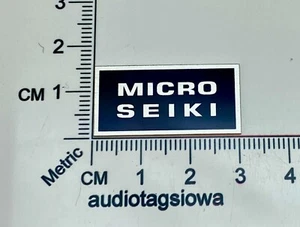 3
2
CM 1
MICRO
SEIKI
Metric
CM 1 2 3 4
audiotagsiowa